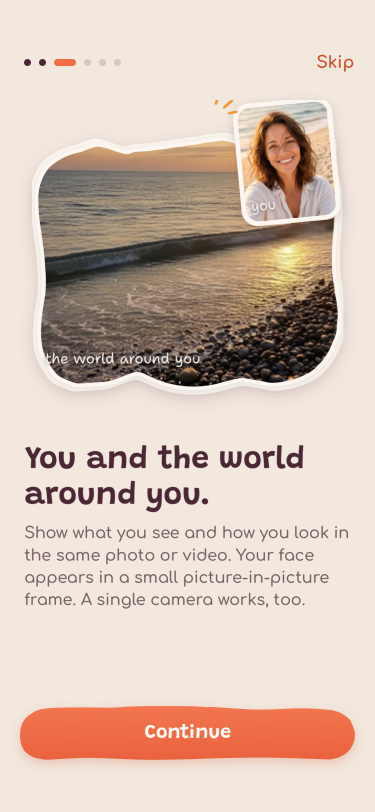 Skip
you
the world around you
You and the world
around you.
Show what you see and how you look in
the same photo or video. Your face
appears in a small picture-in-picture
frame. A single camera works, too.
Continue